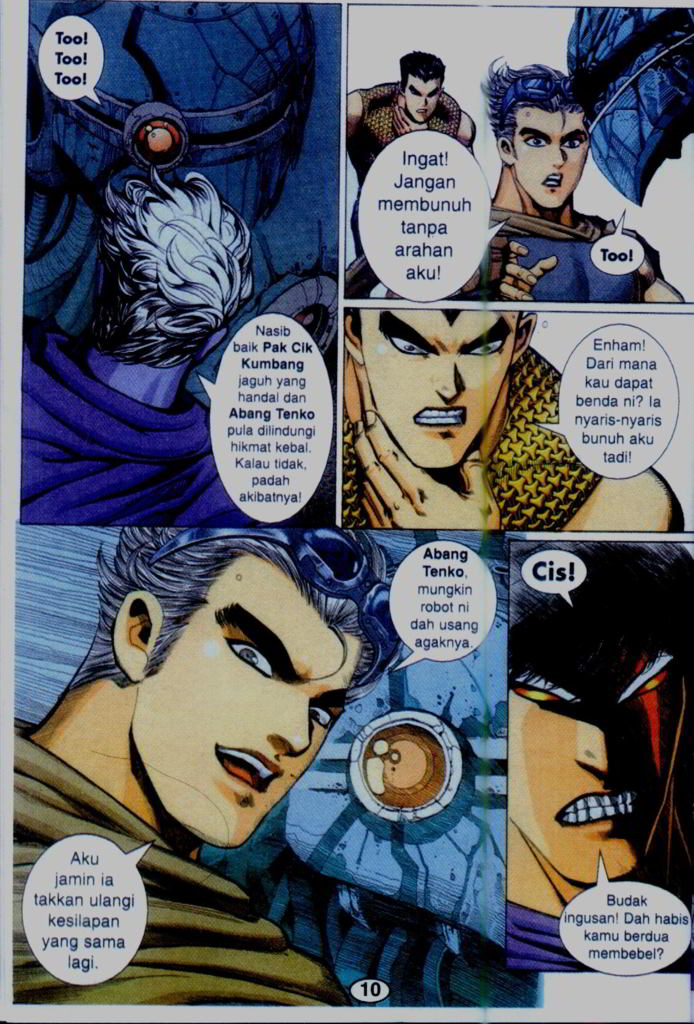 Too!
Too!
Too!
Nasib
baik Pak Cik
Kumbang
jaguh yang
handal dan
Abang Tenko
pula dilindungi
hikmat kebal.
Kalau tidak,
padah
akibatnya!
Ingat!
Jangan
membunuh
tanpa
arahan
aku!
Too!
Enham!
Dari mana
kau dapat
benda ni? Ia
nyaris-nyaris
bunuh aku
tadi!
Abang
Tenko,
mungkin
robot ni
dah usang
agaknya.
Aku
jamin ia
takkan ulangi
kesilapan
yang sama
lagi.
Cis!
Budak
ingusan! Dah habis
kamu berdua
membebel?
10